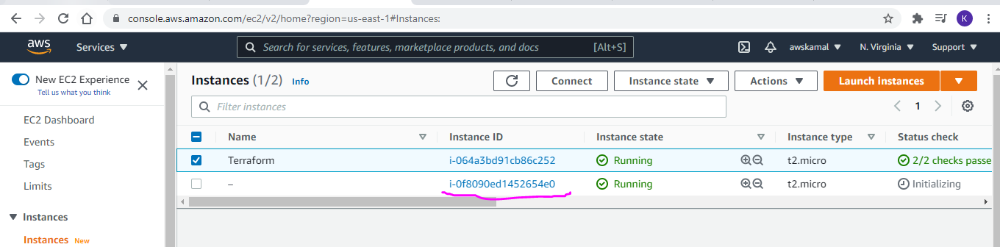 console.aws.amazon.com/ec2/v2/home?region=us-east-1#Instances:
K
aws
Services
Search for services, features, marketplace products, and docs
[Alt+S]
awskamal
N. Virginia
Support
New EC2 Experience
Tell us what you think
EC2 Dashboard
Events
Tags
Limits
Instances
Instances New
Instances (1/2) Info
Connect
Instance state
Actions
Launch instances
Filter instances
1
Name Instance ID Instance state Instance type Status check
Terraform i-064a3bd91cb86c252 Running t2.micro 2/2 checks passe
– i-0f8090ed1452654e0 Running t2.micro Initializing